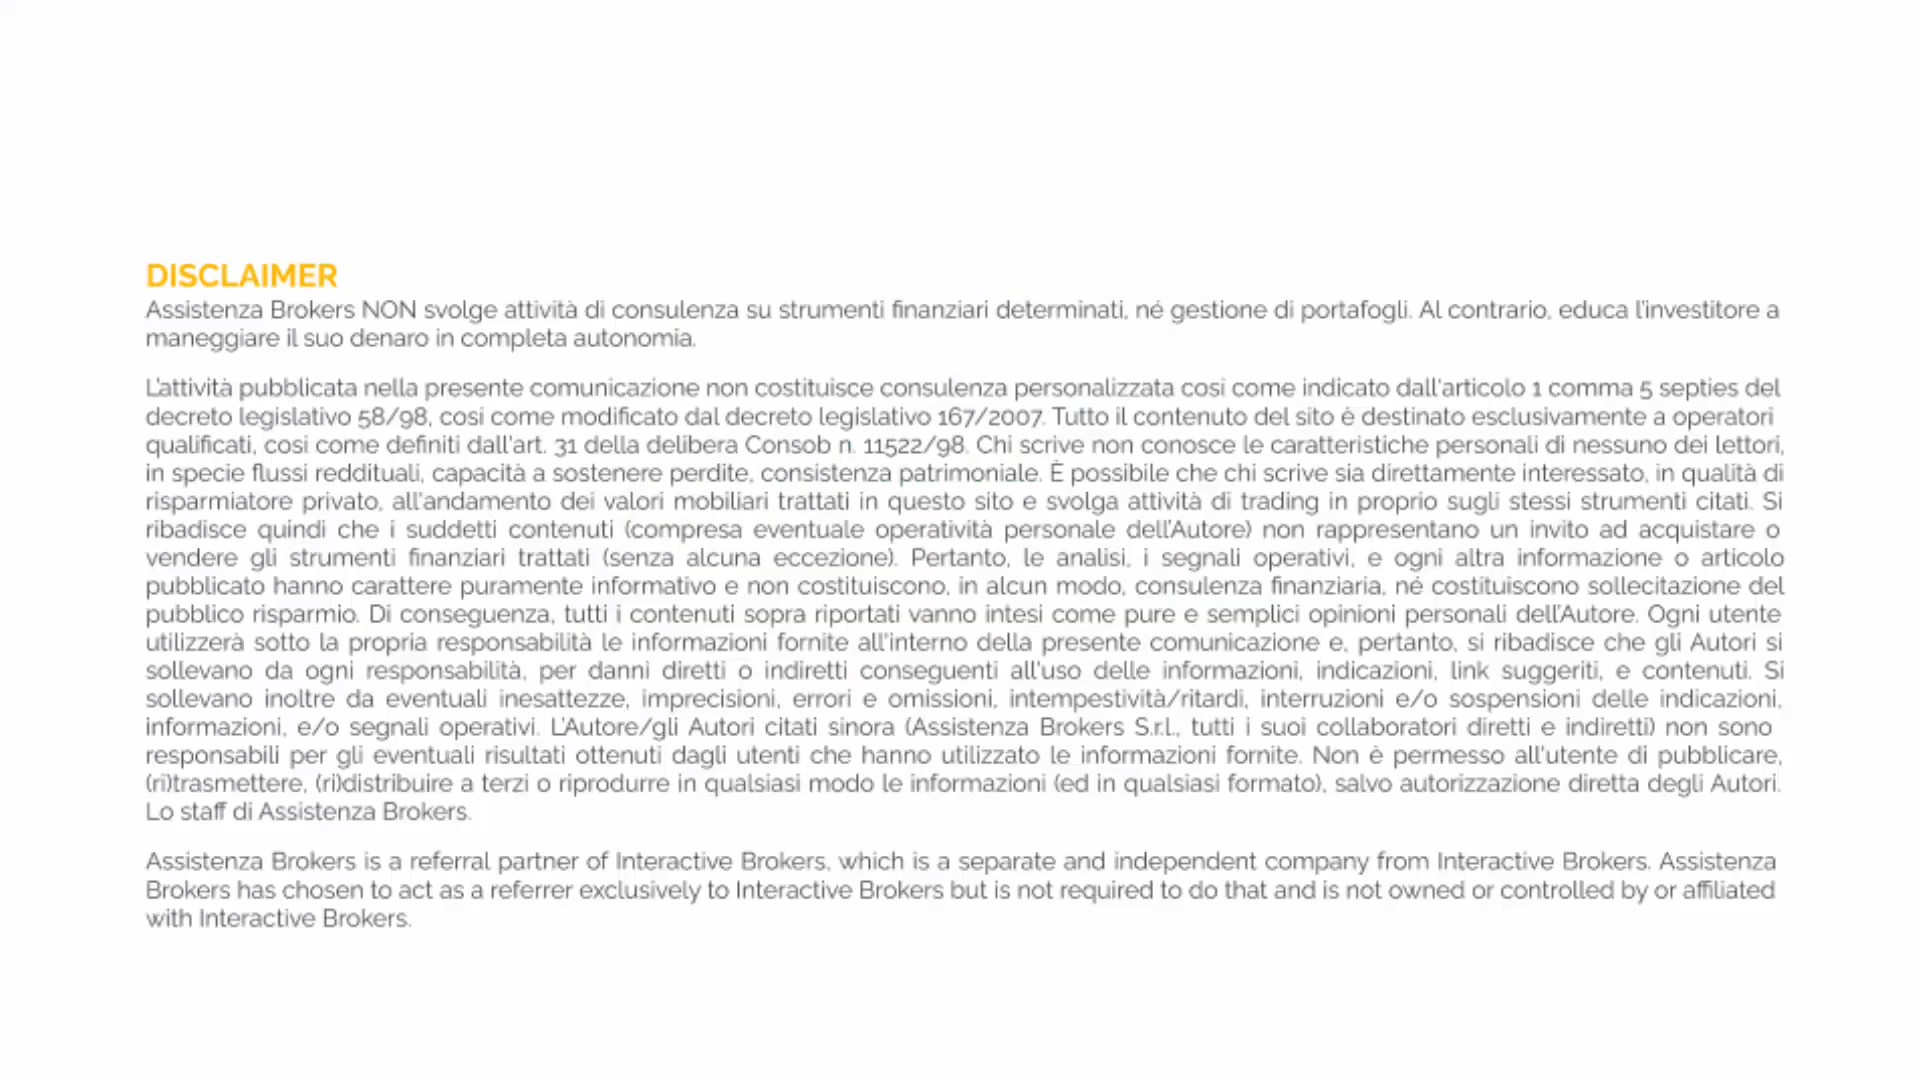 DISCLAIMER
Assistenza Brokers NON svolge attività di consulenza su strumenti finanziari determinati, né gestione di portafogli. Al contrario, educa l'investitore a
maneggiare il suo denaro in completa autonomia.
L'attività pubblicata nella presente comunicazione non costituisce consulenza personalizzata così come indicato dall'articolo 1 comma 5 septies del
decreto legislativo 58/98, così come modificato dal decreto legislativo 167/2007. Tutto il contenuto del sito è destinato esclusivamente a operatori
qualificati, così come definiti dall'art. 31 della delibera Consob n. 11522/98. Chi scrive non conosce le caratteristiche personali di nessuno dei lettori,
in specie flussi reddituali, capacità a sostenere perdite, consistenza patrimoniale. È possibile che chi scrive sia direttamente interessato, in qualità di
risparmiatore privato, all'andamento dei valori mobiliari trattati in questo sito e svolga attività di trading in proprio sugli stessi strumenti citati. Si
ribadisce quindi che i suddetti contenuti (compresa eventuale operatività personale dell'Autore) non rappresentano un invito ad acquistare o
vendere gli strumenti finanziari trattati (senza alcuna eccezione). Pertanto, le analisi, i segnali operativi, e ogni altra informazione o articolo
pubblicato hanno carattere puramente informativo e non costituiscono, in alcun modo, consulenza finanziaria, né costituiscono sollecitazione del
pubblico risparmio. Di conseguenza, tutti i contenuti sopra riportati vanno intesi come pure e semplici opinioni personali dell'Autore. Ogni utente
utilizzerà sotto la propria responsabilità le informazioni fornite all'interno della presente comunicazione e, pertanto, si ribadisce che gli Autori si
sollevano da ogni responsabilità, per danni diretti o indiretti conseguenti all'uso delle informazioni, indicazioni, link suggeriti, e contenuti. Si
sollevano inoltre da eventuali inesattezze, imprecisioni, errori e omissioni, intempestività/ritardi, interruzioni e/o sospensioni delle indicazioni,
informazioni, e/o segnali operativi. L'Autore/gli Autori citati sinora (Assistenza Brokers S.r.l., tutti i suoi collaboratori diretti e indiretti) non sono
responsabili per gli eventuali risultati ottenuti dagli utenti che hanno utilizzato le informazioni fornite. Non è permesso all'utente di pubblicare,
(ri)trasmettere, (ri)distribuire a terzi o riprodurre in qualsiasi modo le informazioni (ed in qualsiasi formato), salvo autorizzazione diretta degli Autori.
Lo staff di Assistenza Brokers.
Assistenza Brokers is a referral partner of Interactive Brokers, which is a separate and independent company from Interactive Brokers. Assistenza
Brokers has chosen to act as a referrer exclusively to Interactive Brokers but is not required to do that and is not owned or controlled by or affiliated
with Interactive Brokers.